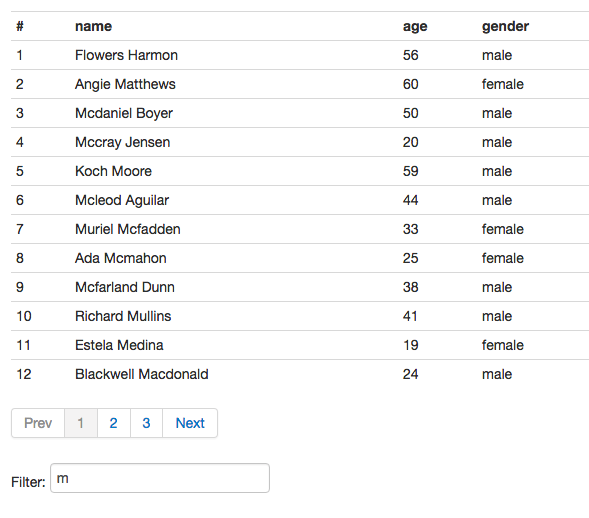 # name age gender
1 Flowers Harmon 56 male
2 Angie Matthews 60 female
3 Mcdaniel Boyer 50 male
4 Mccray Jensen 20 male
5 Koch Moore 59 male
6 Mcleod Aguilar 44 male
7 Muriel Mcfadden 33 female
8 Ada Mcmahon 25 female
9 Mcfarland Dunn 38 male
10 Richard Mullins 41 male
11 Estela Medina 19 female
12 Blackwell Macdonald 24 male
Prev 1 2 3 Next
Filter: m